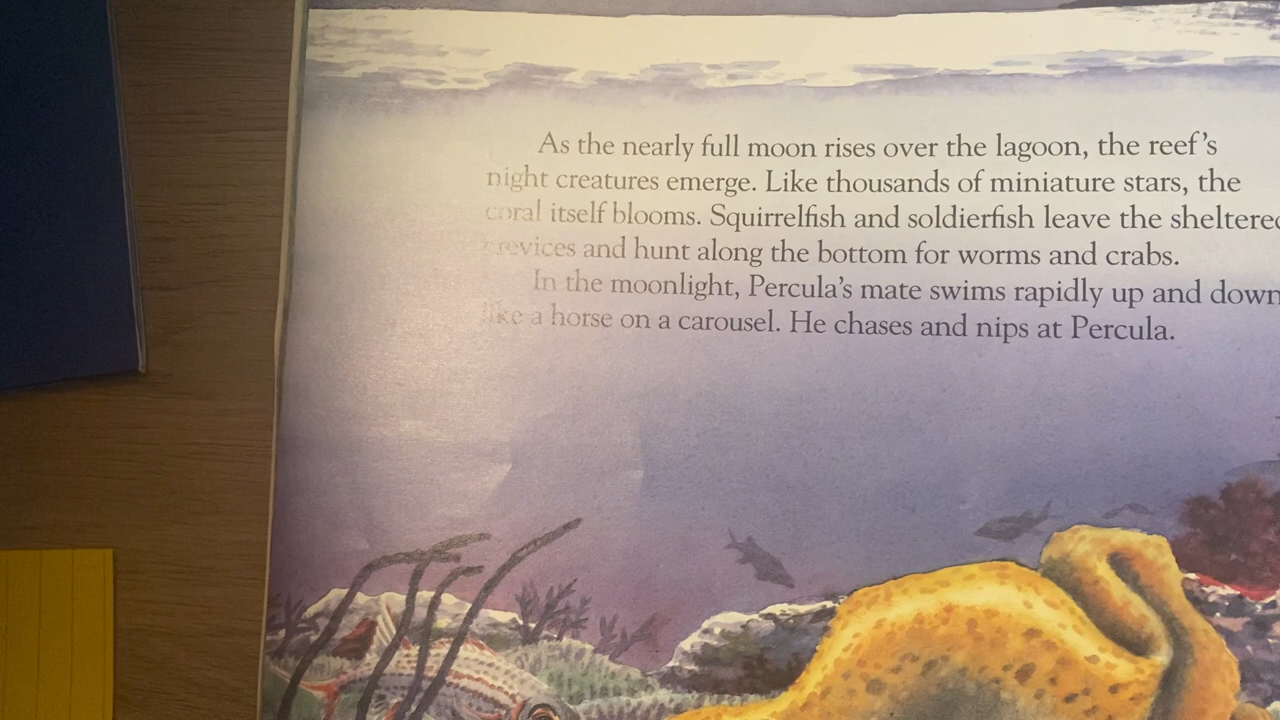 As the nearly full moon rises over the lagoon, the reef's
night creatures emerge. Like thousands of miniature stars, the
coral itself blooms. Squirrelfish and soldierfish leave the sheltered
crevices and hunt along the bottom for worms and crabs.
In the moonlight, Percula's mate swims rapidly up and down
like a horse on a carousel. He chases and nips at Percula.